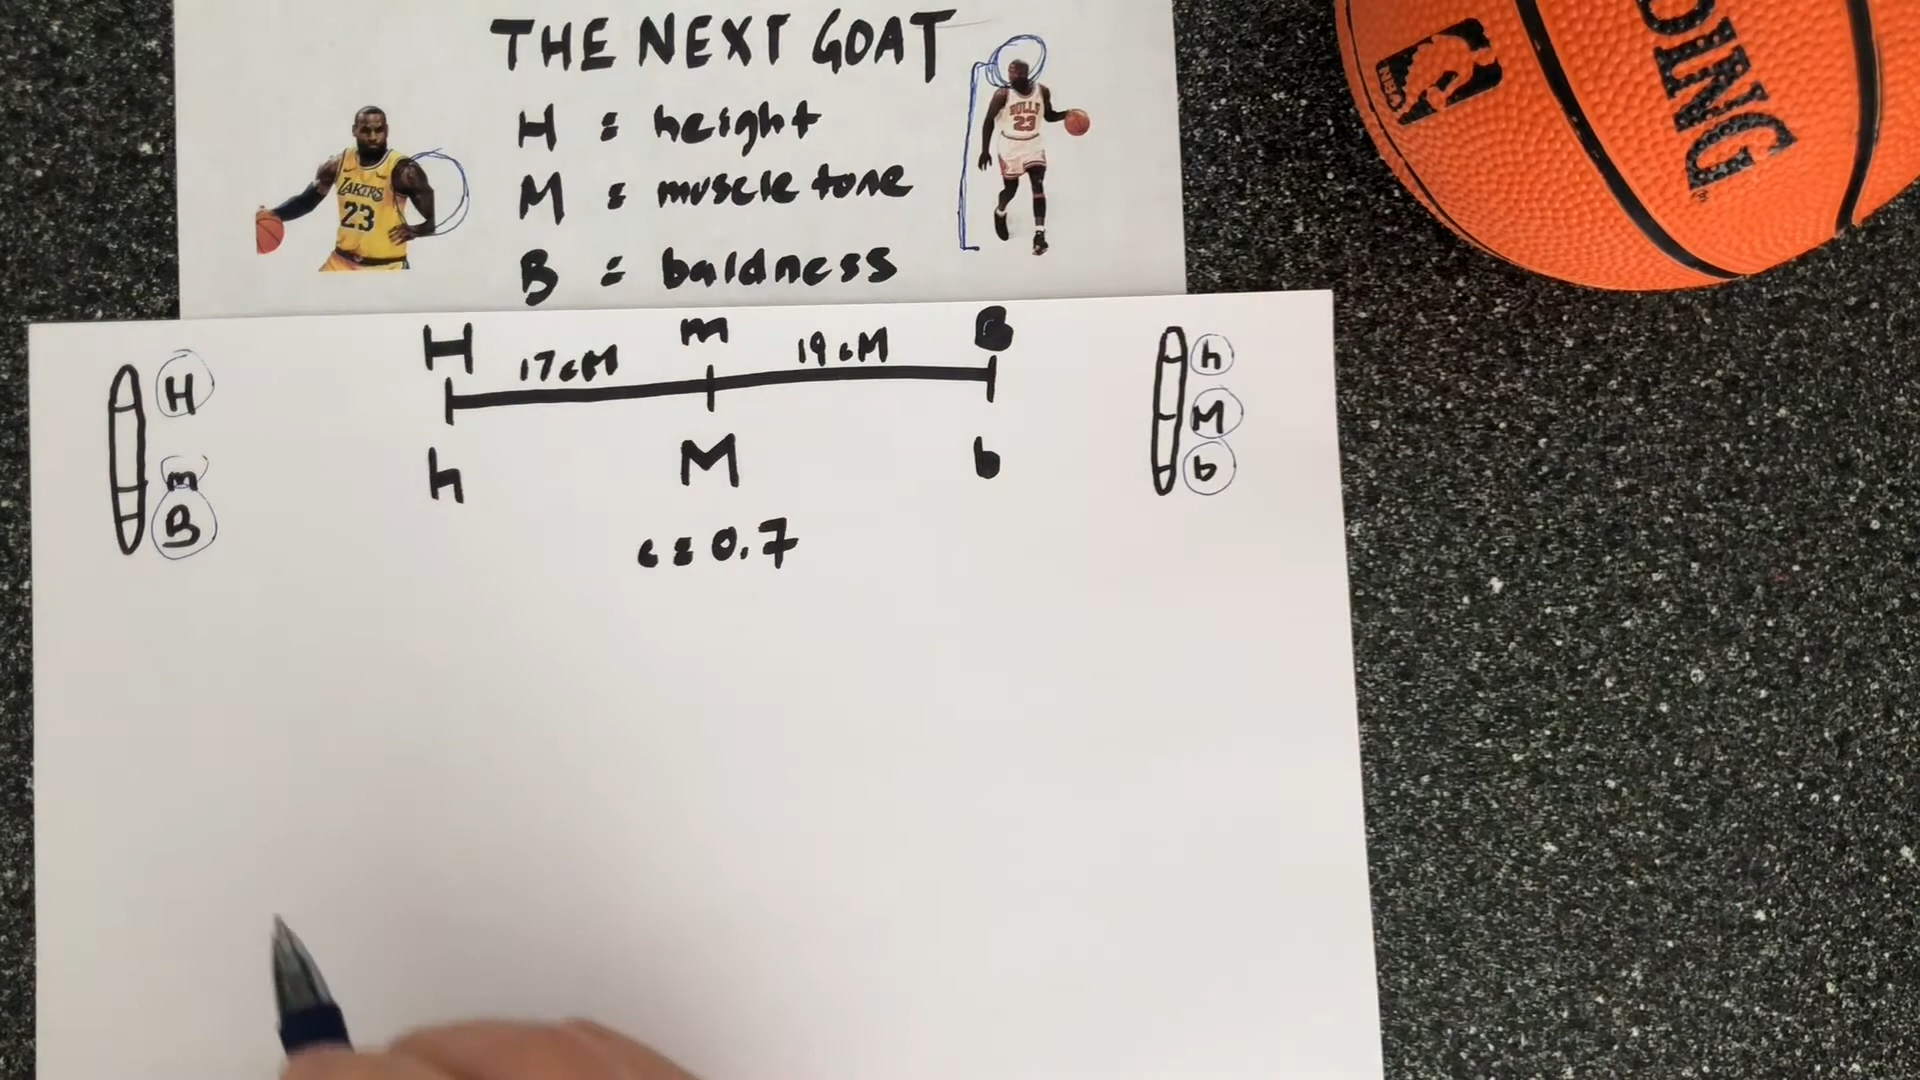 THE NEXT GOAT
H = height
M = muscle tone
B = baldness
LAKERS
23
BULLS
23
NBA
DING
H m B
17cM 19cM
h M b
c = 0.7
H
m
B
h
M
b